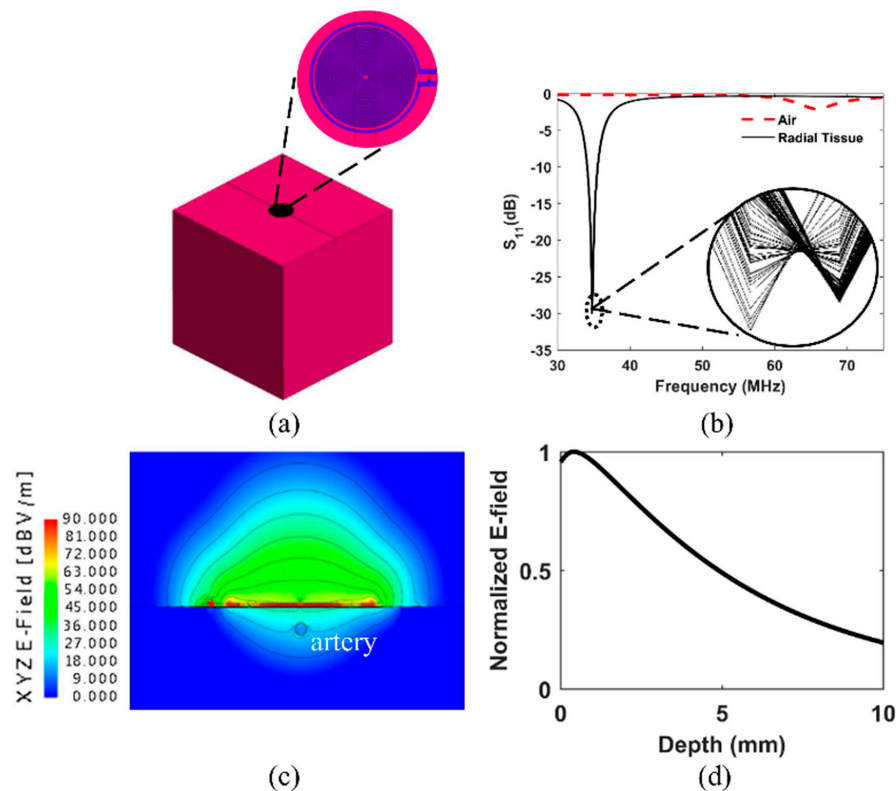 (a)
0
-5
-10
-15
-20
-25
-30
-35
S11(dB)
Air
Radial Tissue
30
40
50
60
70
Frequency (MHz)
(b)
XYZ E-Field [dBV/m]
90.000
81.000
72.000
63.000
54.000
45.000
36.000
27.000
18.000
9.000
0.000
artery
(c)
1
0.5
0
Normalized E-field
0
5
10
Depth (mm)
(d)